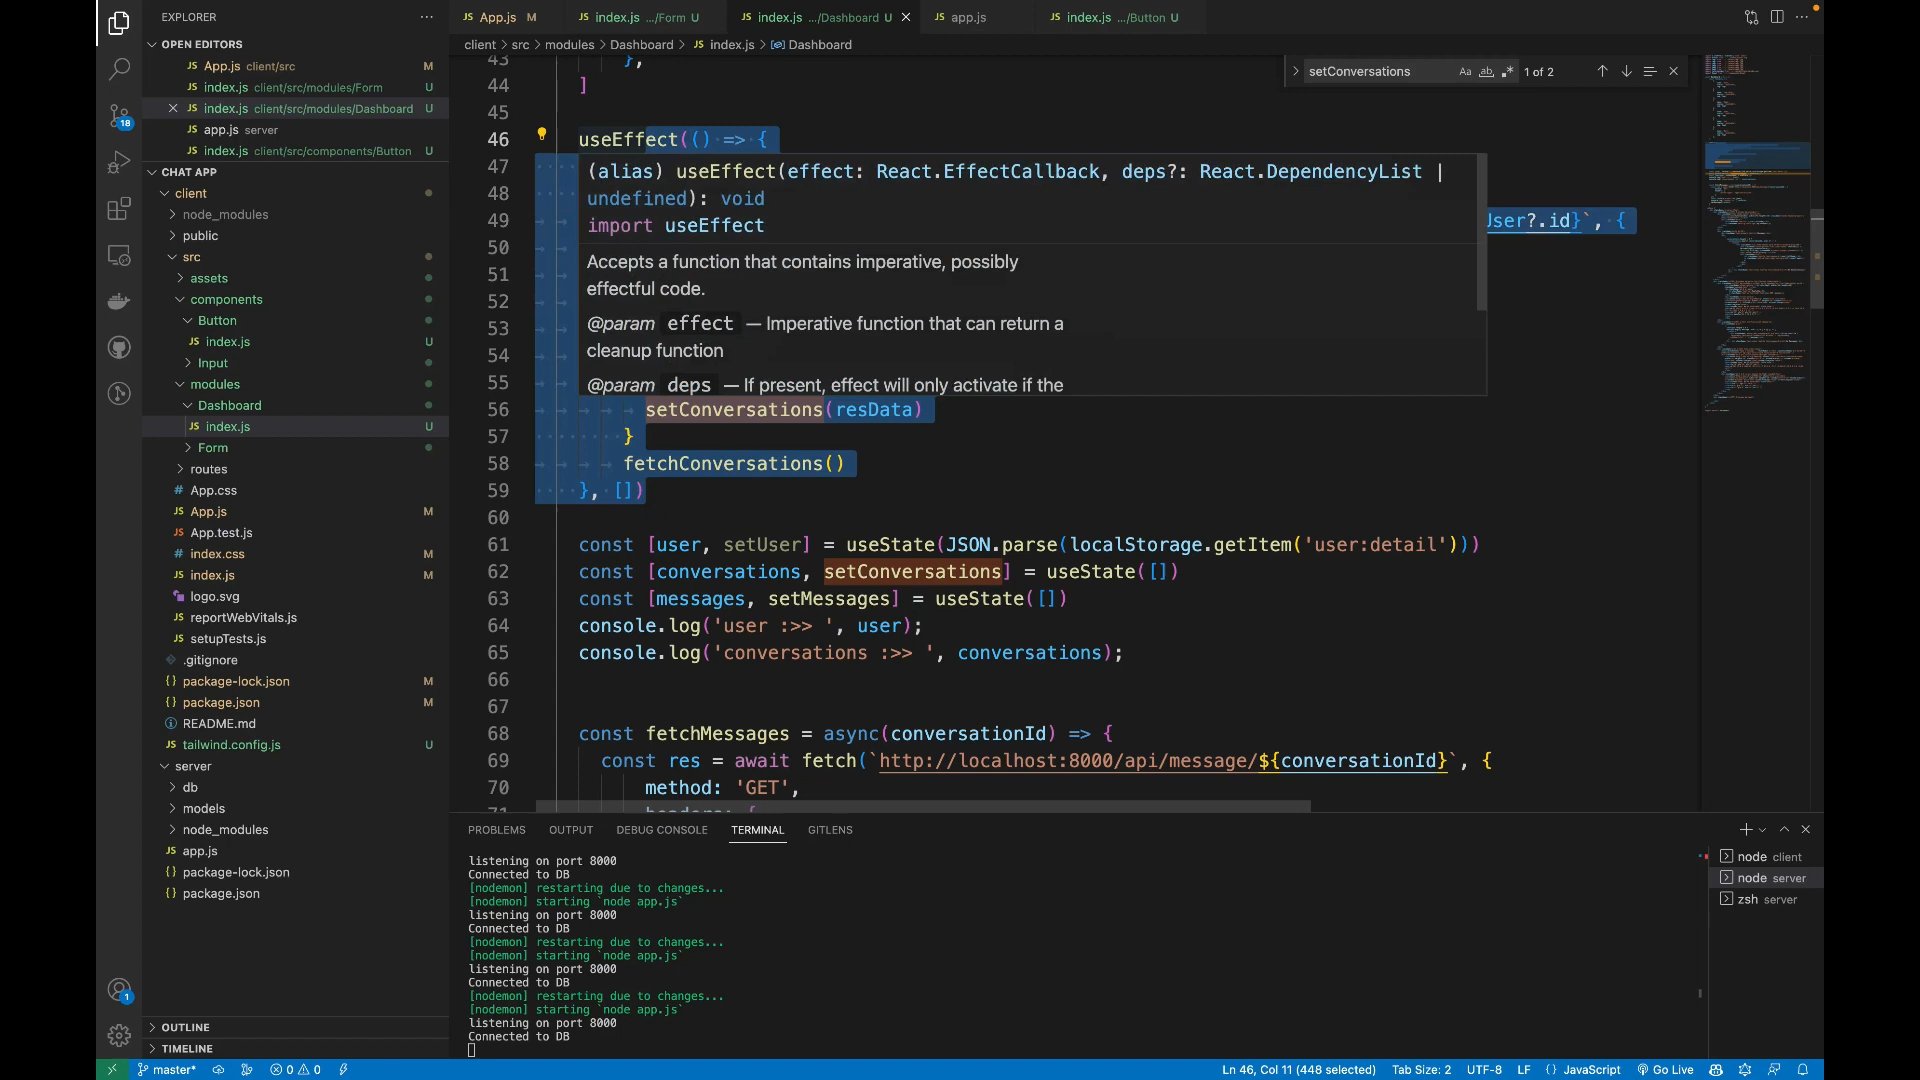 EXPLORER
OPEN EDITORS
App.js client/src M
index.js client/src/modules/Form U
index.js client/src/modules/Dashboard U
app.js server
index.js client/src/components/Button U
CHAT APP
client
node_modules
public
src
assets
components
Button
index.js U
Input
modules
Dashboard
index.js U
Form
routes
App.css
App.js M
App.test.js
index.css M
index.js M
logo.svg
reportWebVitals.js
setupTests.js
.gitignore
package-lock.json M
package.json M
README.md
tailwind.config.js U
server
db
models
node_modules
app.js
package-lock.json
package.json
OUTLINE
TIMELINE
18
1
App.js M
index.js .../Form U
index.js .../Dashboard U
app.js
index.js .../Button U
client > src > modules > Dashboard > JS index.js > Dashboard
setConversations Aa ab 1 of 2
43 },
44 ]
45
46 useEffect(() => {
47
48
49 User?.id}`, {
50
51
52
53
54
55
(alias) useEffect(effect: React.EffectCallback, deps?: React.DependencyList |
undefined): void
import useEffect
Accepts a function that contains imperative, possibly
effectful code.
@param effect — Imperative function that can return a
cleanup function
@param deps — If present, effect will only activate if the
56 setConversations(resData)
57 }
58 fetchConversations()
59 }, [])
60
61 const [user, setUser] = useState(JSON.parse(localStorage.getItem('user:detail')))
62 const [conversations, setConversations] = useState([])
63 const [messages, setMessages] = useState([])
64 console.log('user :>> ', user);
65 console.log('conversations :>> ', conversations);
66
67
68 const fetchMessages = async(conversationId) => {
69 const res = await fetch(`http://localhost:8000/api/message/${conversationId}`, {
70 method: 'GET',
71 headers: {
PROBLEMS OUTPUT DEBUG CONSOLE TERMINAL GITLENS
listening on port 8000
Connected to DB
[nodemon] restarting due to changes...
[nodemon] starting `node app.js`
listening on port 8000
Connected to DB
[nodemon] restarting due to changes...
[nodemon] starting `node app.js`
listening on port 8000
Connected to DB
[nodemon] restarting due to changes...
[nodemon] starting `node app.js`
listening on port 8000
Connected to DB
node client
node server
zsh server
master* 0 0
Ln 46, Col 11 (448 selected) Tab Size: 2 UTF-8 LF JavaScript Go Live